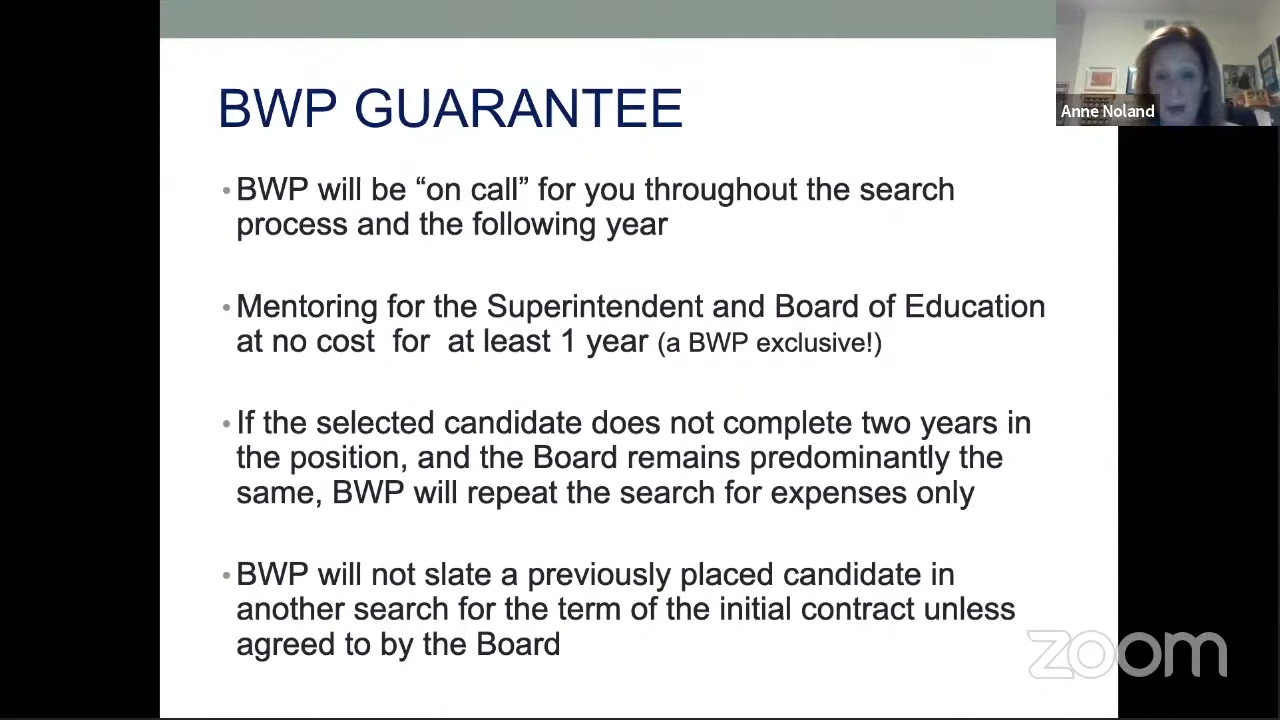 BWP GUARANTEE
Anne Noland
• BWP will be “on call” for you throughout the search
process and the following year
• Mentoring for the Superintendent and Board of Education
at no cost for at least 1 year (a BWP exclusive!)
• If the selected candidate does not complete two years in
the position, and the Board remains predominantly the
same, BWP will repeat the search for expenses only
• BWP will not slate a previously placed candidate in
another search for the term of the initial contract unless
agreed to by the Board
zoom